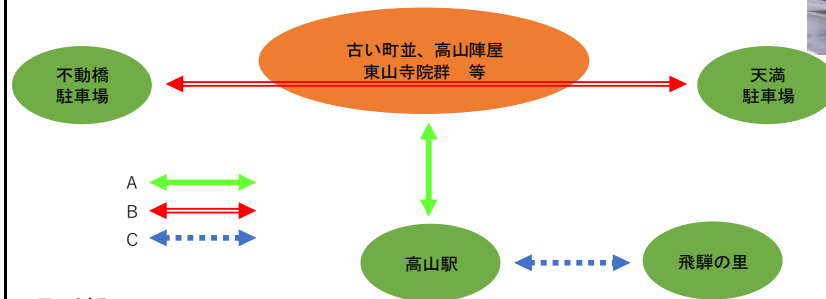 古い町並、高山陣屋
東山寺院群　等
不動橋
駐車場
天満
駐車場
A
B
C
高山駅
飛騨の里